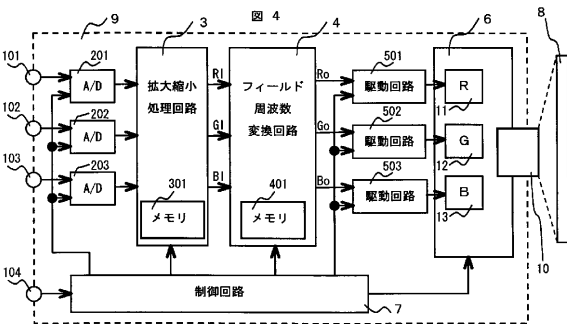 図 4
9
3
4
6
8
101
201
A/D
拡大縮小
処理回路
RI
フィールド
周波数
変換回路
Ro
501
駆動回路
R
11
102
202
A/D
GI
Go
502
駆動回路
G
12
103
203
A/D
BI
Bo
503
駆動回路
B
13
301
メモリ
401
メモリ
10
104
制御回路
7